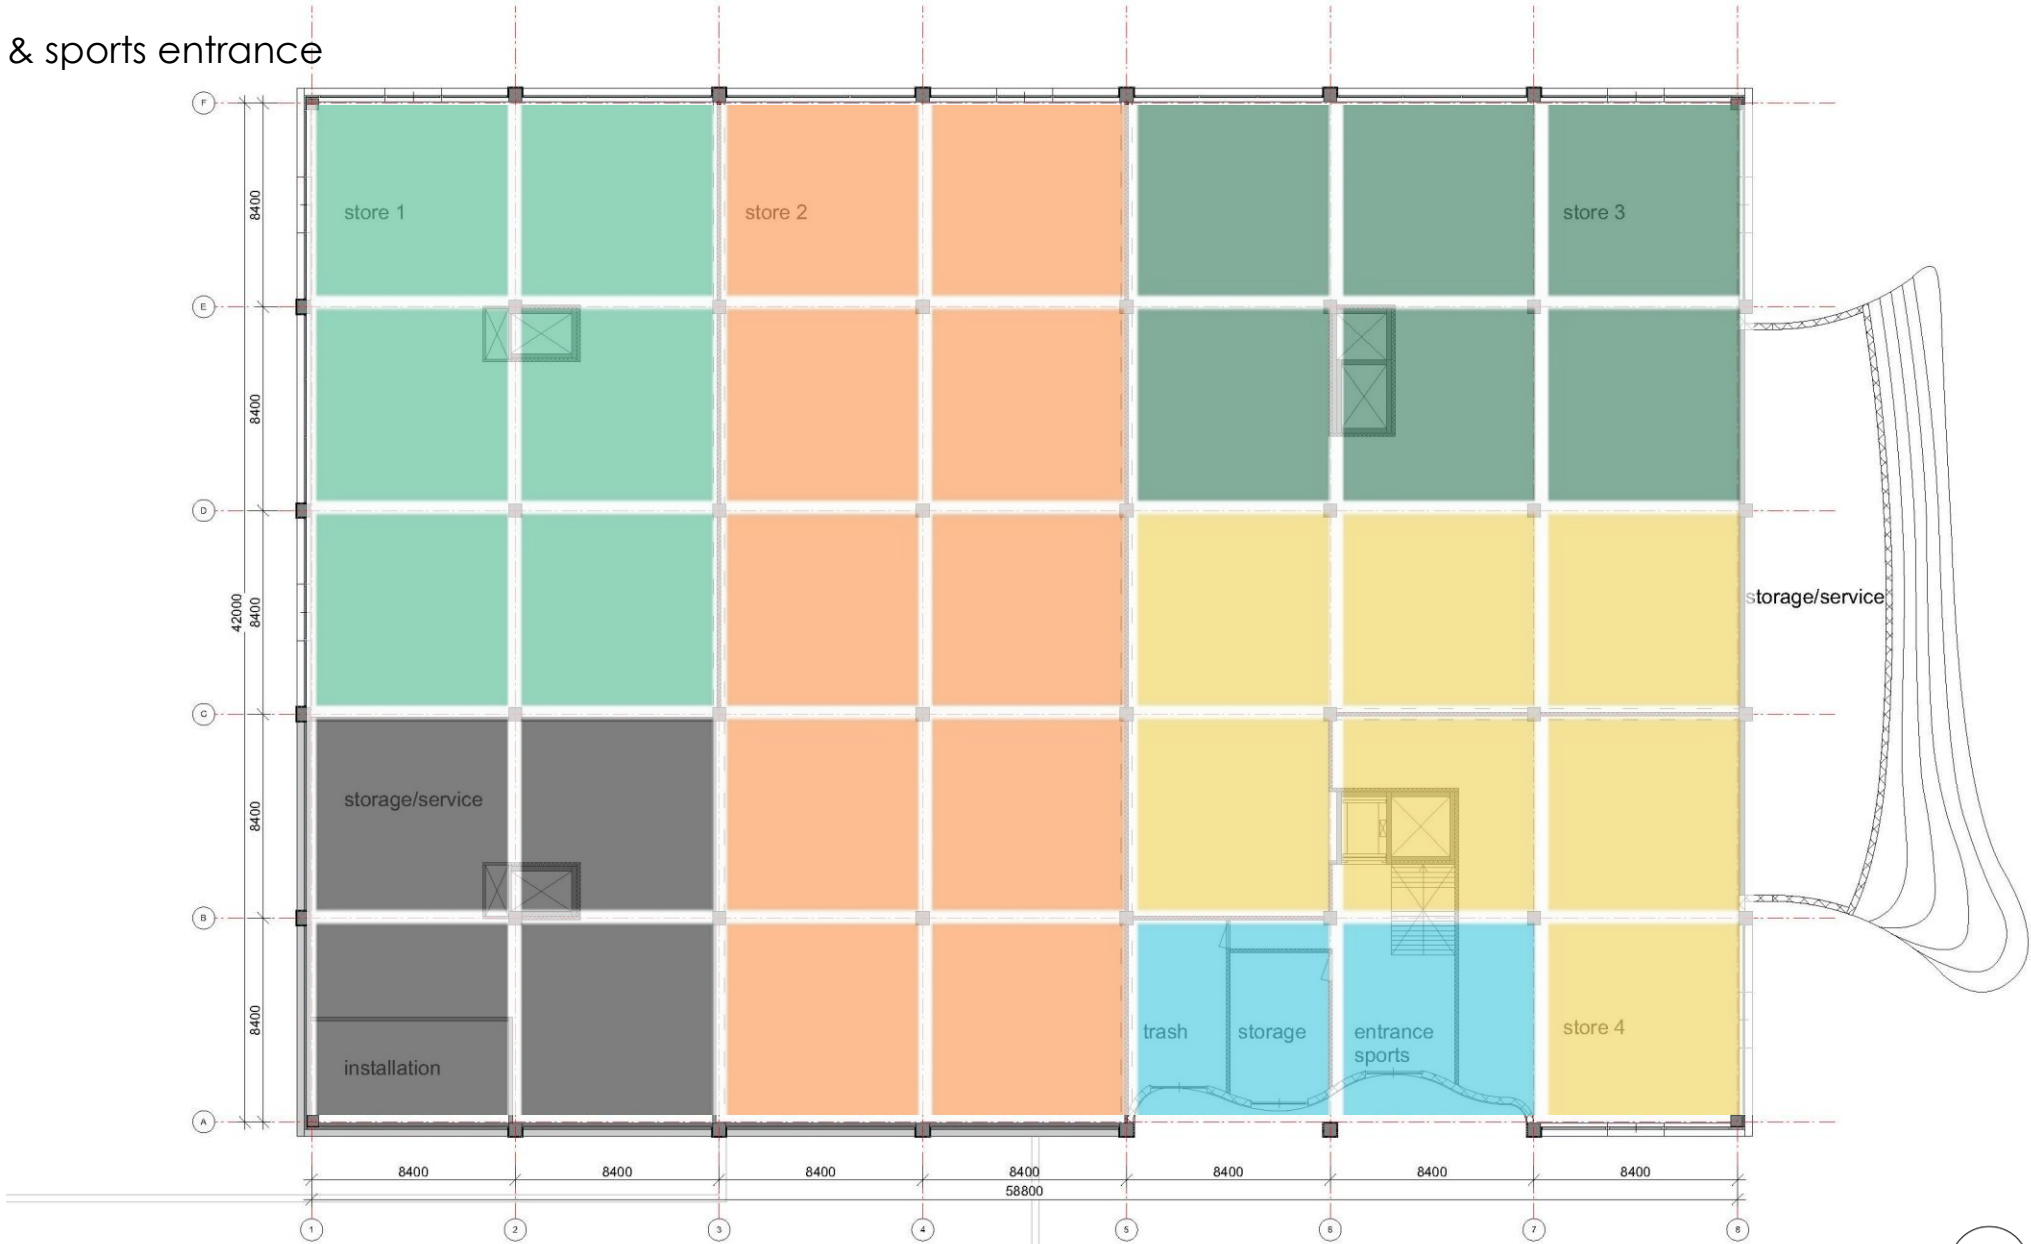 & sports entrance
F
store 1
store 2
store 3
8400
E
8400
D
storage/service
42000
8400
C
storage/service
8400
B
8400
trash
storage
entrance
sports
store 4
installation
A
8400
8400
8400
8400
8400
8400
8400
58800
1
2
3
4
5
6
7
8